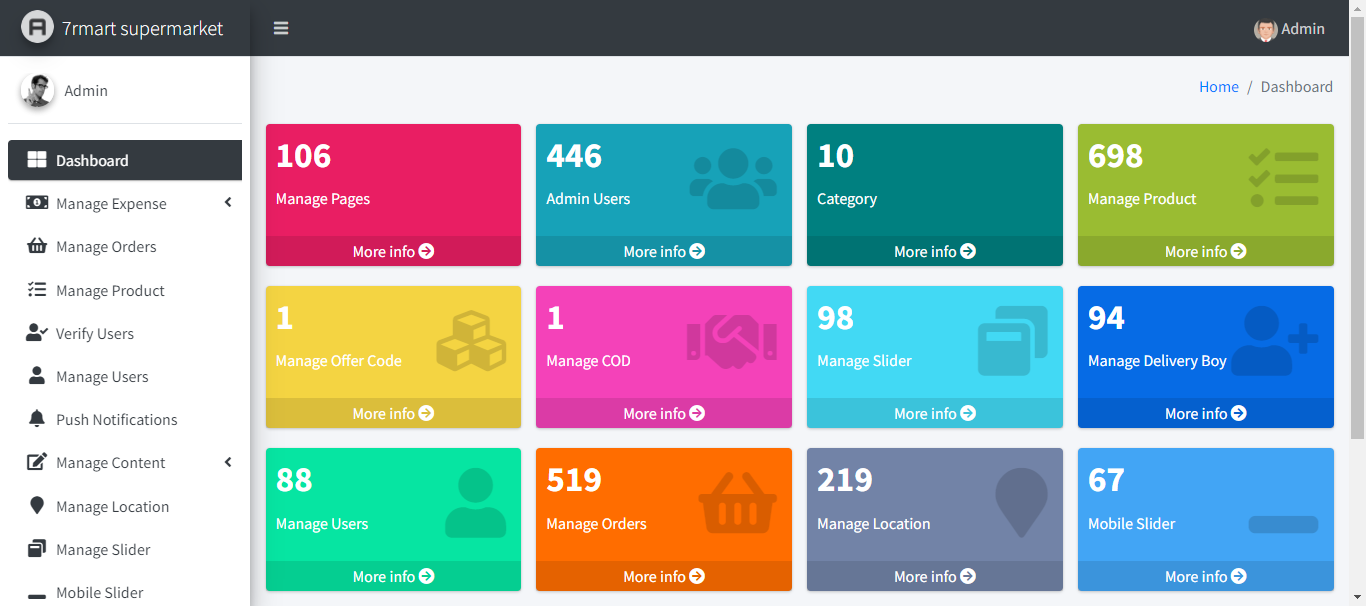 7rmart supermarket
Admin
Admin
Home / Dashboard
Dashboard
Manage Expense
Manage Orders
Manage Product
Verify Users
Manage Users
Push Notifications
Manage Content
Manage Location
Manage Slider
Mobile Slider
106
Manage Pages
More info
446
Admin Users
More info
10
Category
More info
698
Manage Product
More info
1
Manage Offer Code
More info
1
Manage COD
More info
98
Manage Slider
More info
94
Manage Delivery Boy
More info
88
Manage Users
More info
519
Manage Orders
More info
219
Manage Location
More info
67
Mobile Slider
More info